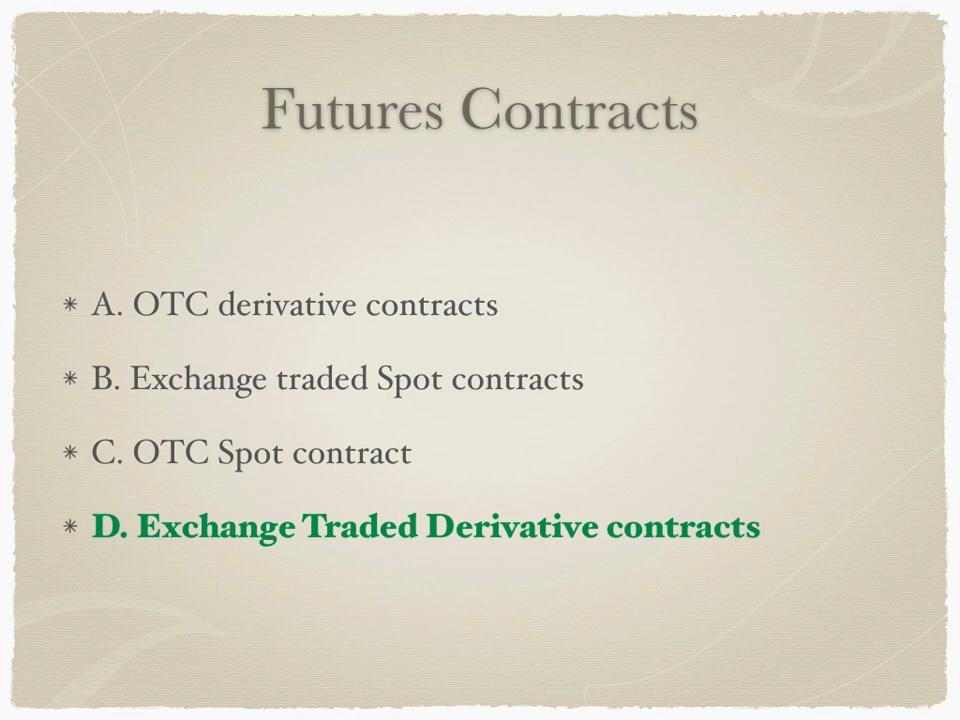 Futures Contracts
A. OTC derivative contracts
B. Exchange traded Spot contracts
C. OTC Spot contract
D. Exchange Traded Derivative contracts